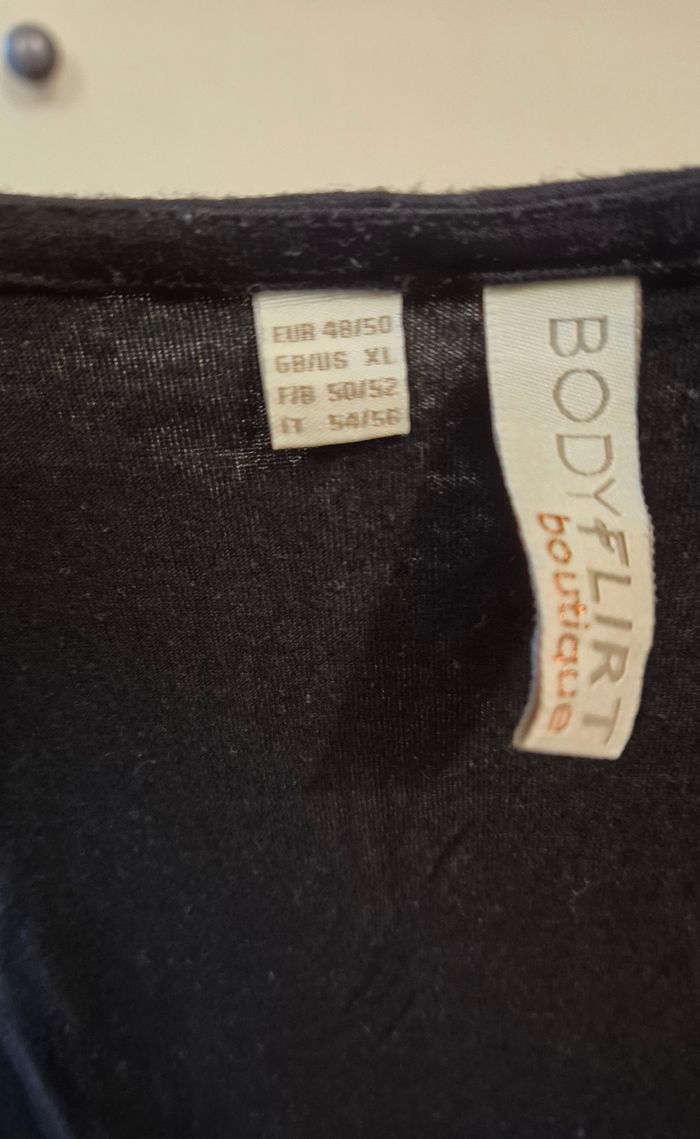 EUR 48/50
GB/US XL
F/B 50/52
IT 54/56
BODYFLIRT
boutique